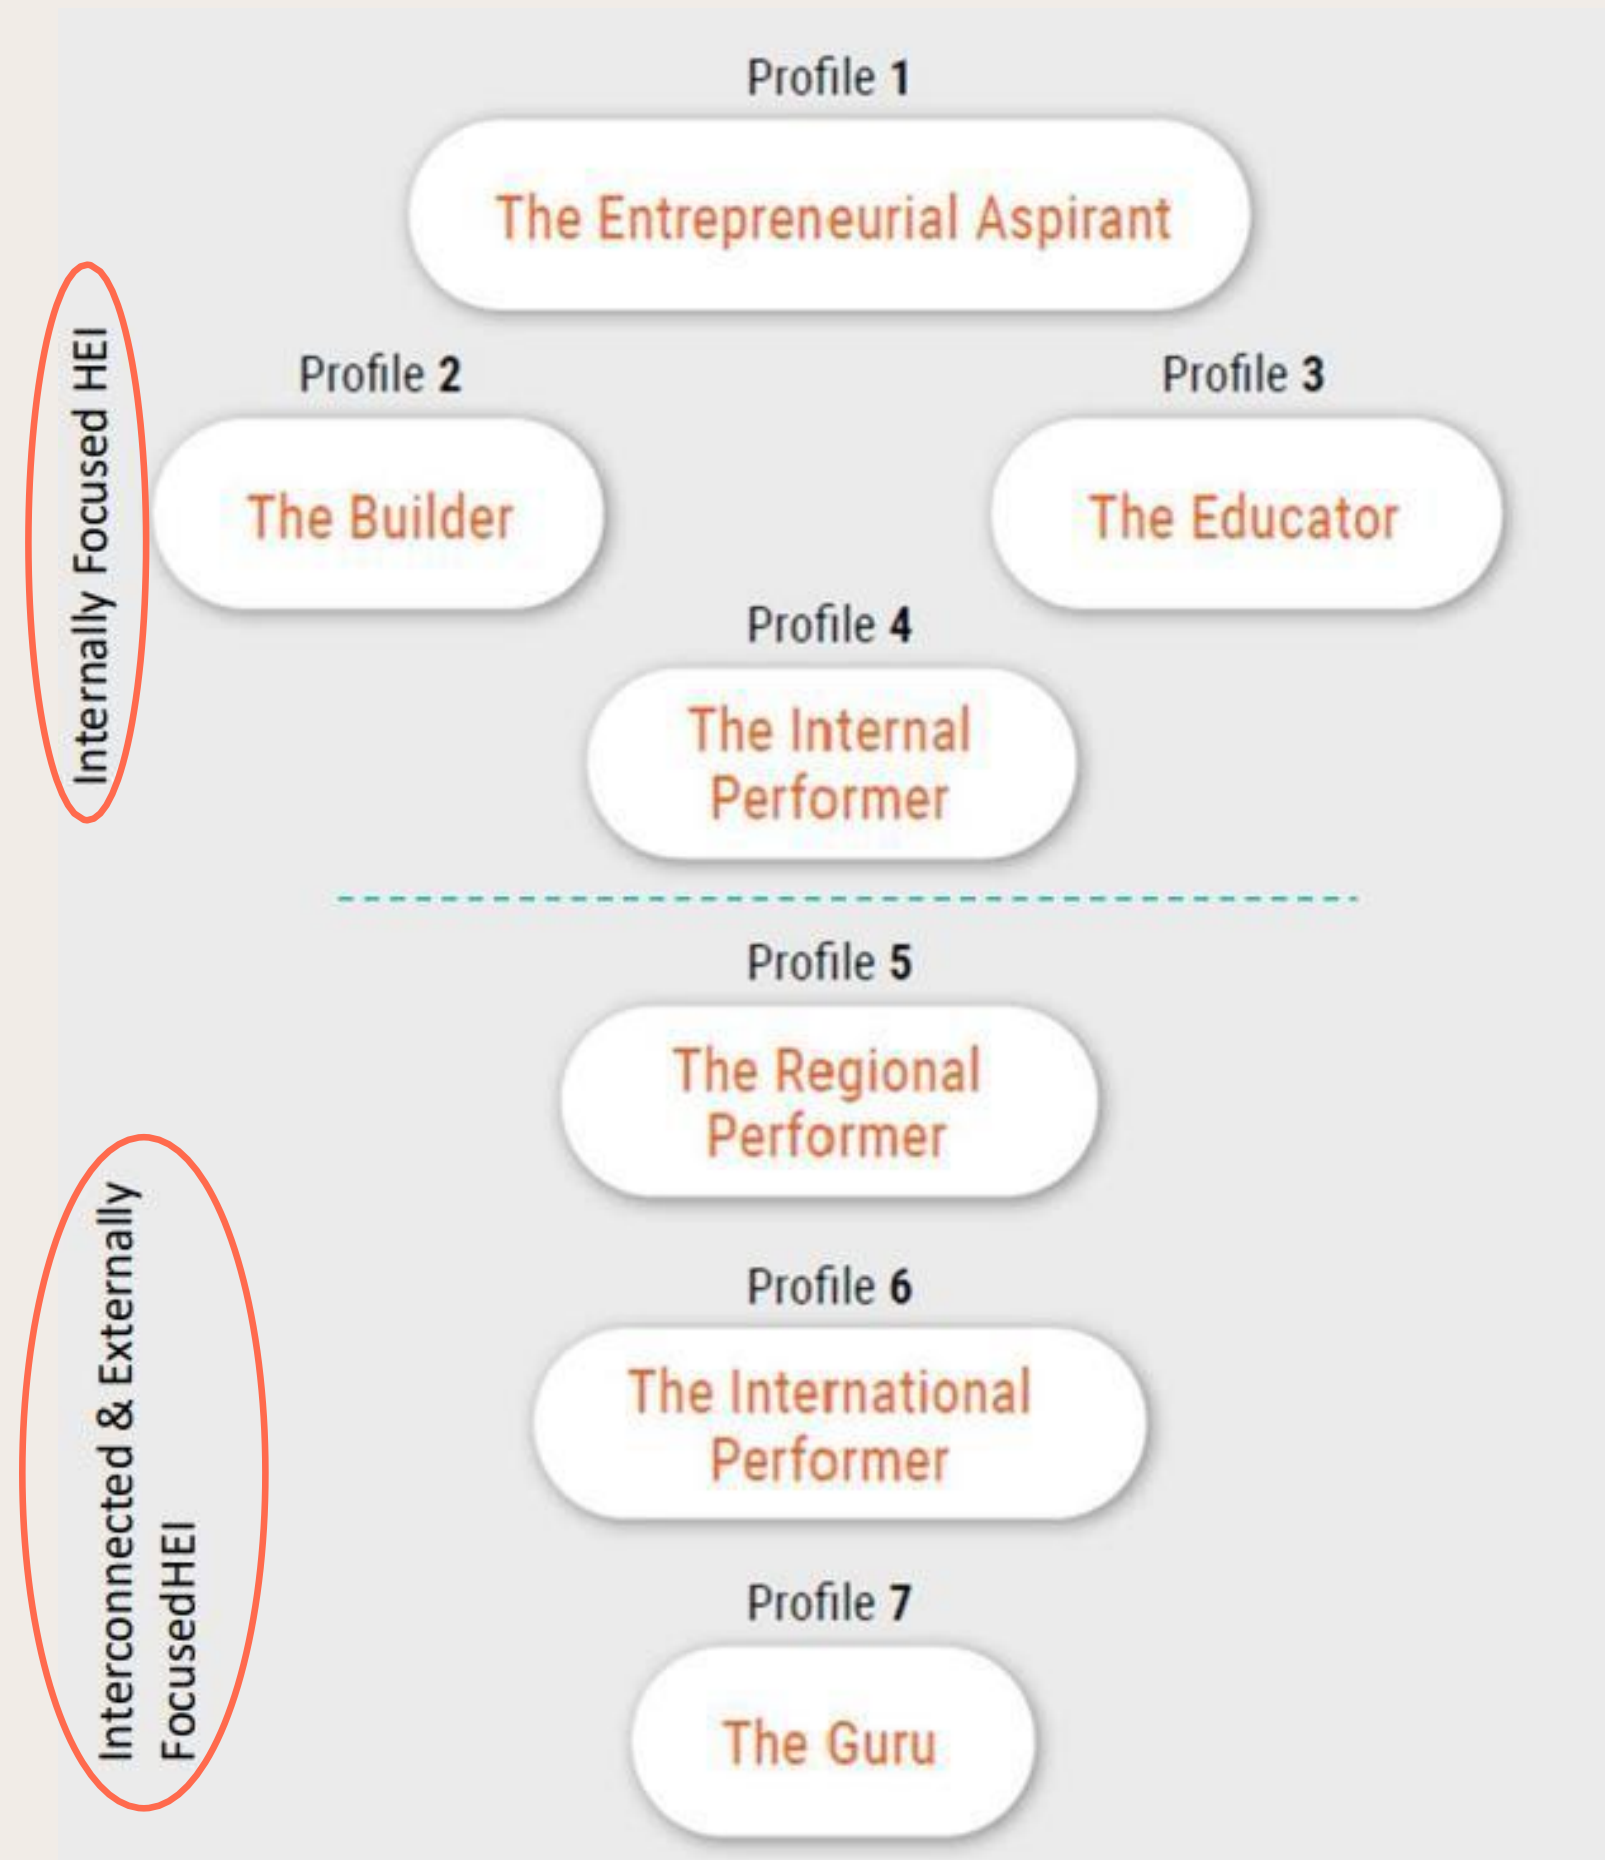 Profile 1
The Entrepreneurial Aspirant
Internally Focused HEI
Profile 2
The Builder
Profile 3
The Educator
Profile 4
The Internal
Performer
Profile 5
The Regional
Performer
Interconnected & Externally
FocusedHEI
Profile 6
The International
Performer
Profile 7
The Guru